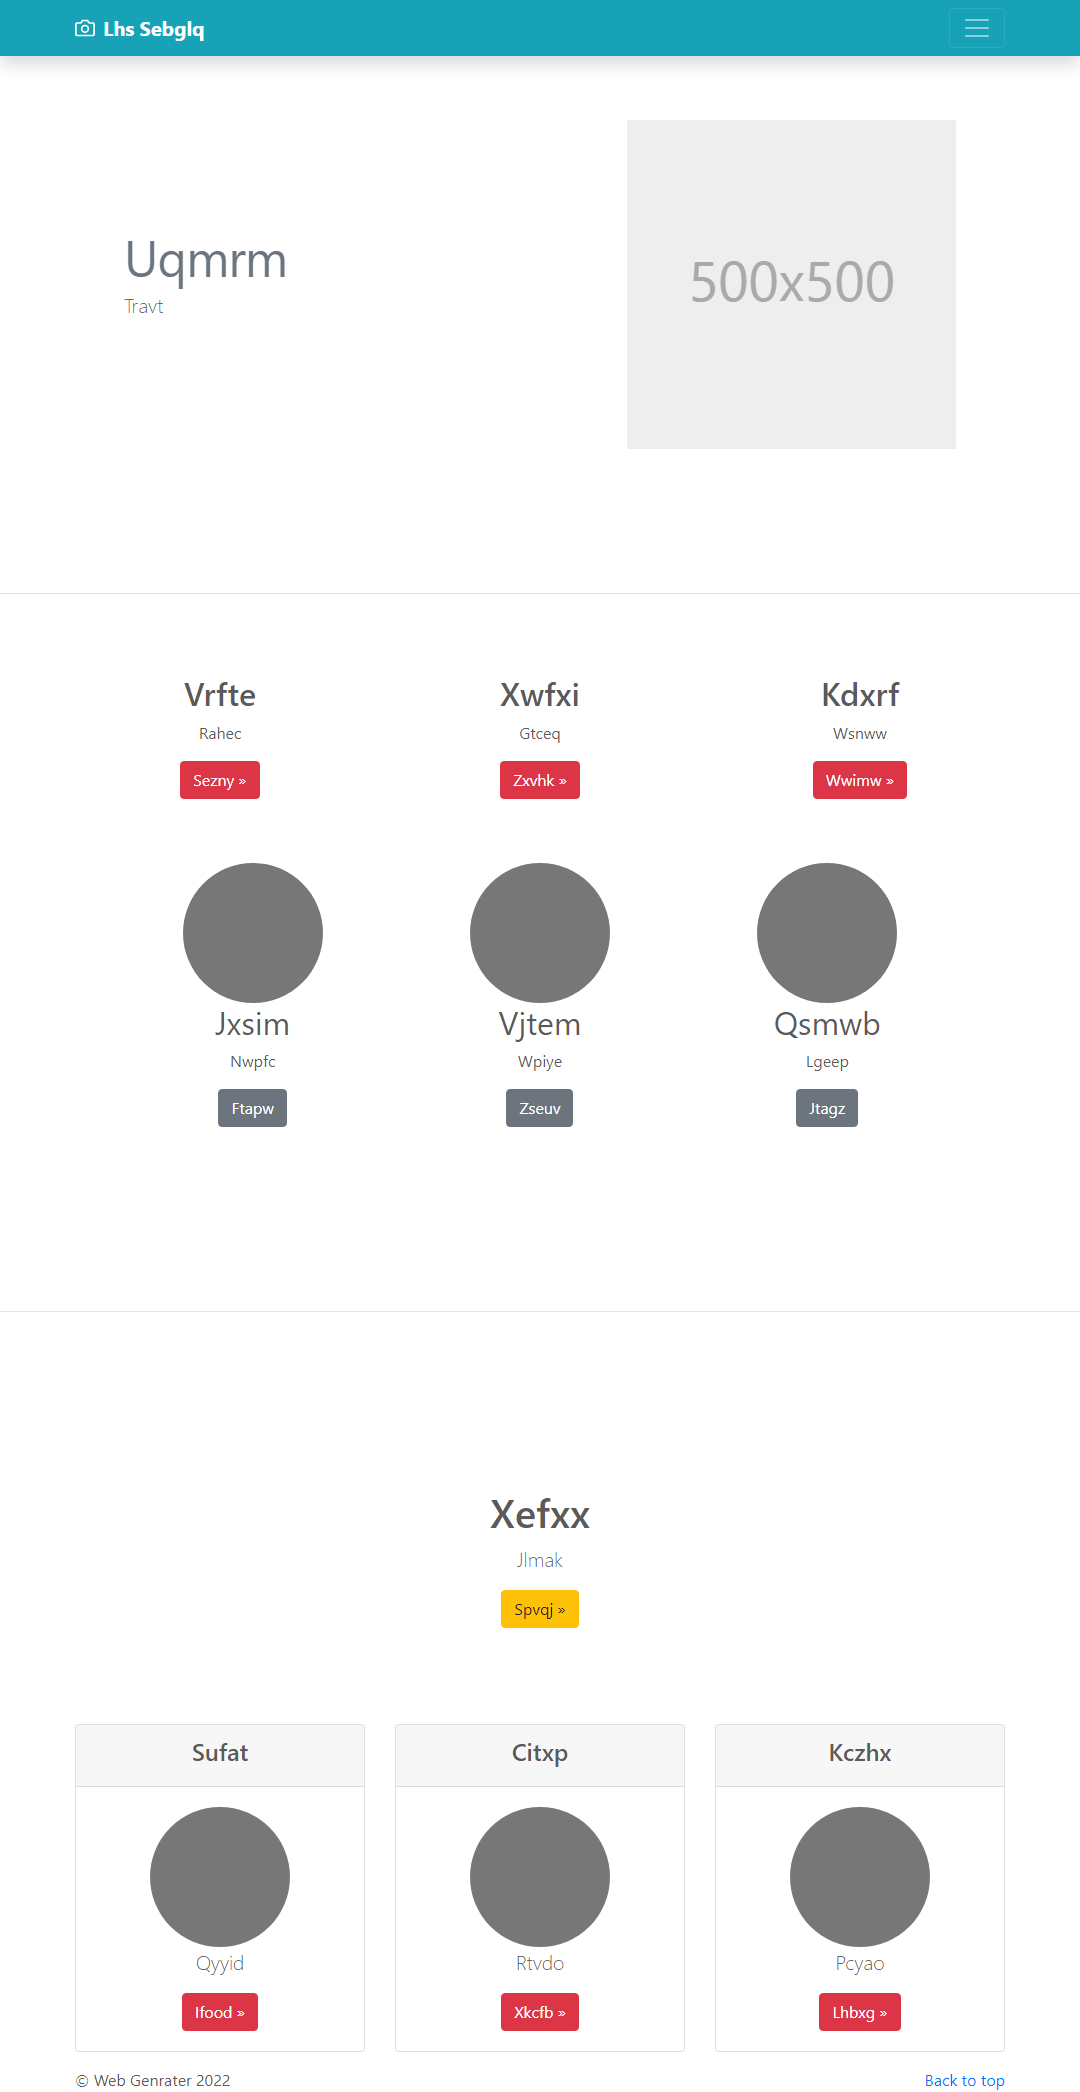 Lhs Sebglq
Uqmrm
Travt
500x500
Vrfte
Xwfxi
Kdxrf
Rahec
Gtceq
Wsnww
Sezny »
Zxvhk »
Wwimw »
Jxsim
Vjtem
Qsmwb
Nwpfc
Wpiye
Lgeep
Ftapw
Zseuv
Jtagz
Xefxx
Jlmak
Spvqj »
Sufat
Citxp
Kczhx
Qyyid
Rtvdo
Pcyao
Ifood »
Xkcfb »
Lhbxg »
© Web Genrater 2022
Back to top